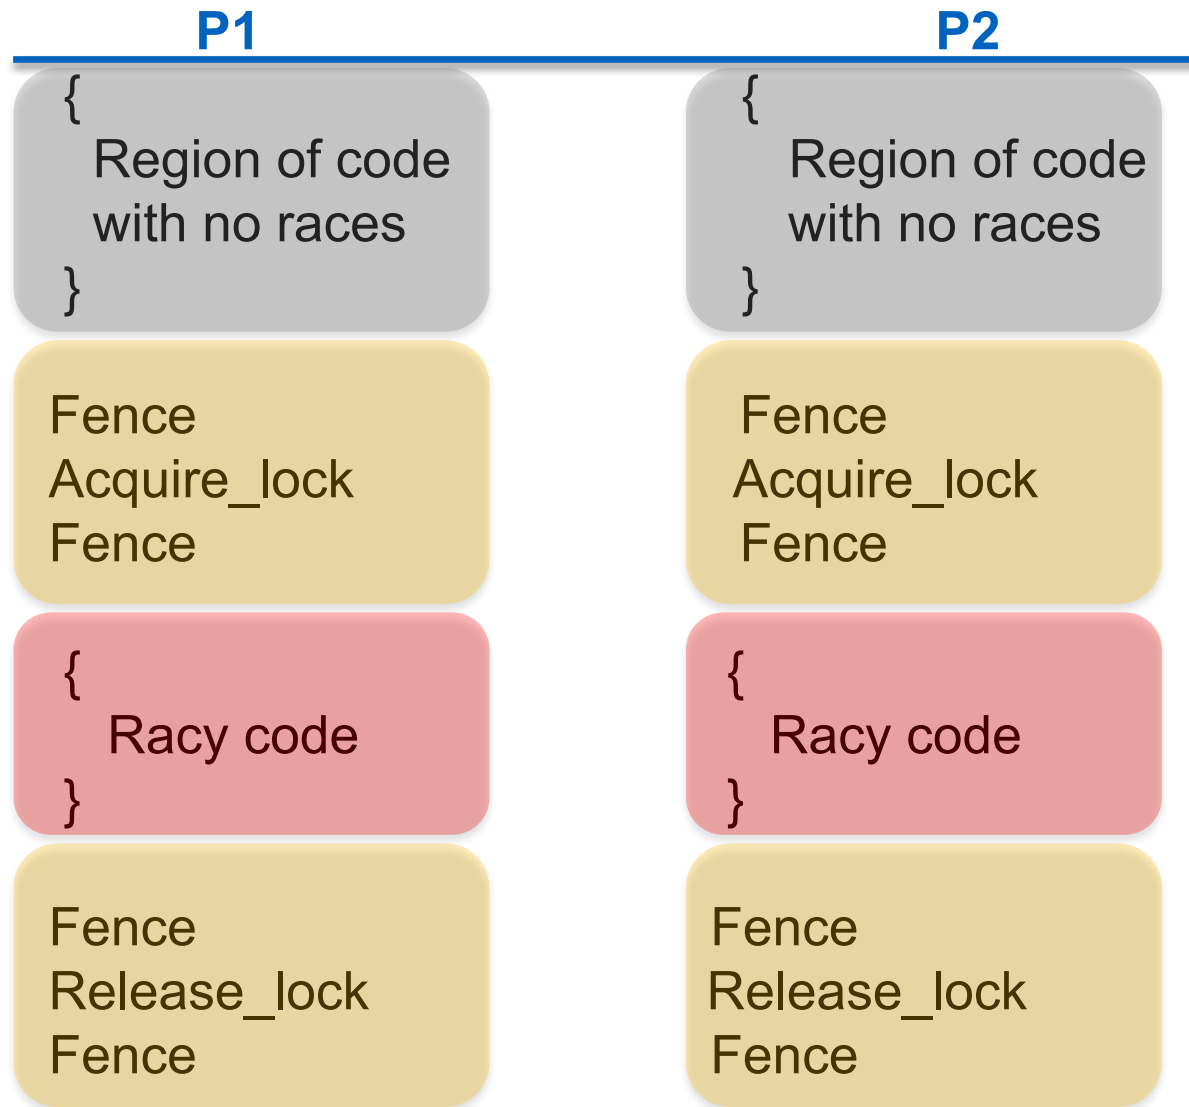 P1
{
Region of code
with no races
}
Fence
Acquire_lock
Fence
{
Racy code
}
Fence
Release_lock
Fence
P2
{
Region of code
with no races
}
Fence
Acquire_lock
Fence
{
Racy code
}
Fence
Release_lock
Fence